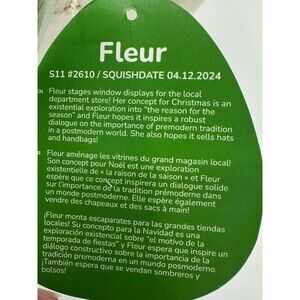 Fleur
S11 #2610 / SQUISHDATE 04.12.2024
EN Fleur stages window displays for the local
department store! Her concept for Christmas is an
existential exploration into "the reason for the
season" and Fleur hopes it inspires a robust
dialogue on the importance of premodern tradition
in a postmodern world. She also hopes it sells hats
and handbags.
FR Fleur aménage les vitrines du grand magasin local!
Son concept pour Noël est une exploration
existentielle de « la raison de la saison » et Fleur
espère que ce concept inspirera un dialogue solide
sur l'importance de la tradition prémoderne dans
un monde postmoderne. Elle espère également
vendre des chapeaux et des sacs à main!
¡Fleur monta escaparates para las grandes tiendas
locales! Su concepto para la Navidad es una
exploración existencial sobre "el motivo de la
temporada de fiestas" y Fleur espera que inspire un
diálogo constructivo sobre la importancia de la
tradición premoderna en un mundo posmoderno.
¡También espera que se vendan sombreros y
bolsos!